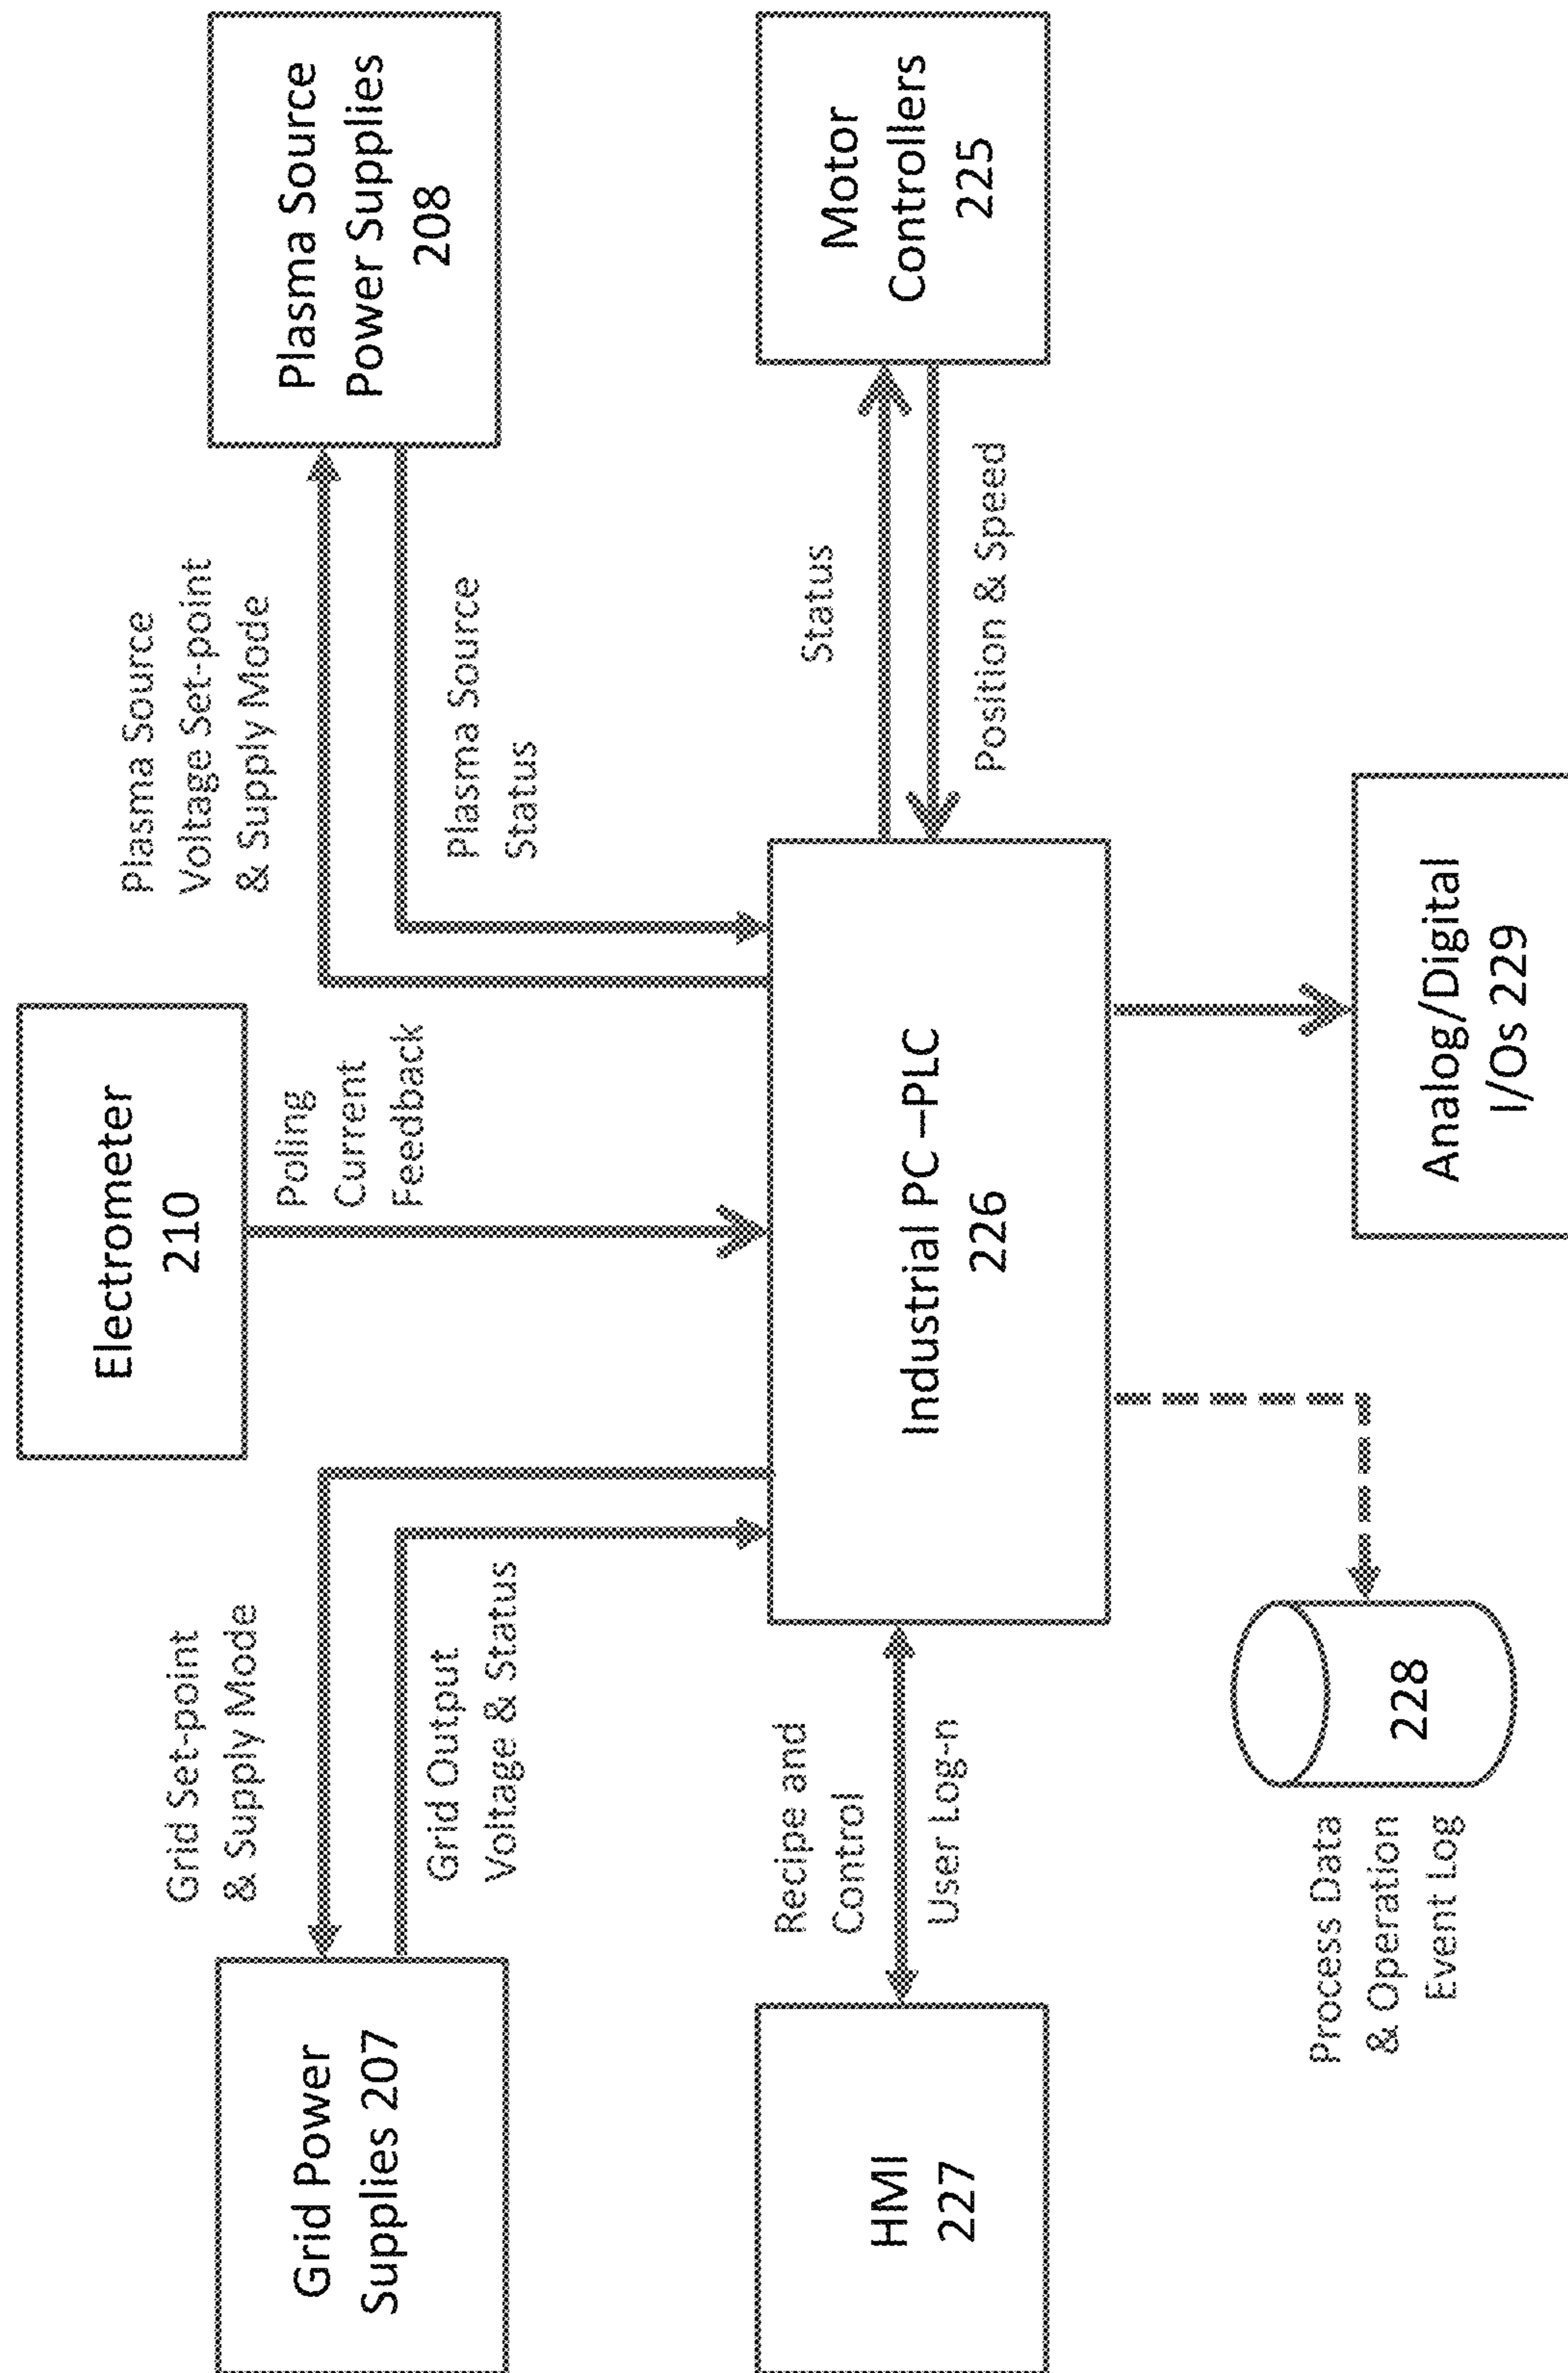 Electrometer
210
Grid Set-point
& Supply Mode
Poling
Current
Feedback
Plasma Source
Voltage Set-point
& Supply Mode
Grid Power
Supplies 207
Grid Output
Voltage & Status
Plasma Source
Status
Plasma Source
Power Supplies
208
HMI
227
Recipe and
Control
User Log-n
Industrial PC –PLC
226
Status
Position & Speed
Motor
Controllers
225
Process Data
& Operation
Event Log
228
Analog/Digital
I/Os 229